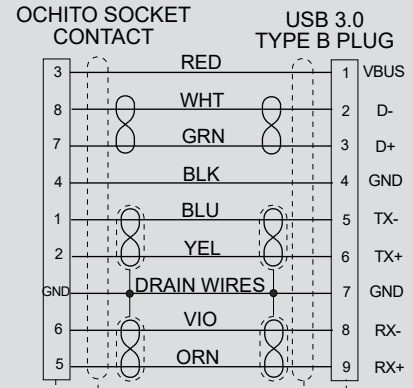 OCHITO SOCKET
CONTACT
USB 3.0
TYPE B PLUG
3 RED 1 VBUS
8 WHT 2 D-
7 GRN 3 D+
4 BLK 4 GND
1 BLU 5 TX-
2 YEL 6 TX+
GND DRAIN WIRES 7 GND
6 VIO 8 RX-
5 ORN 9 RX+